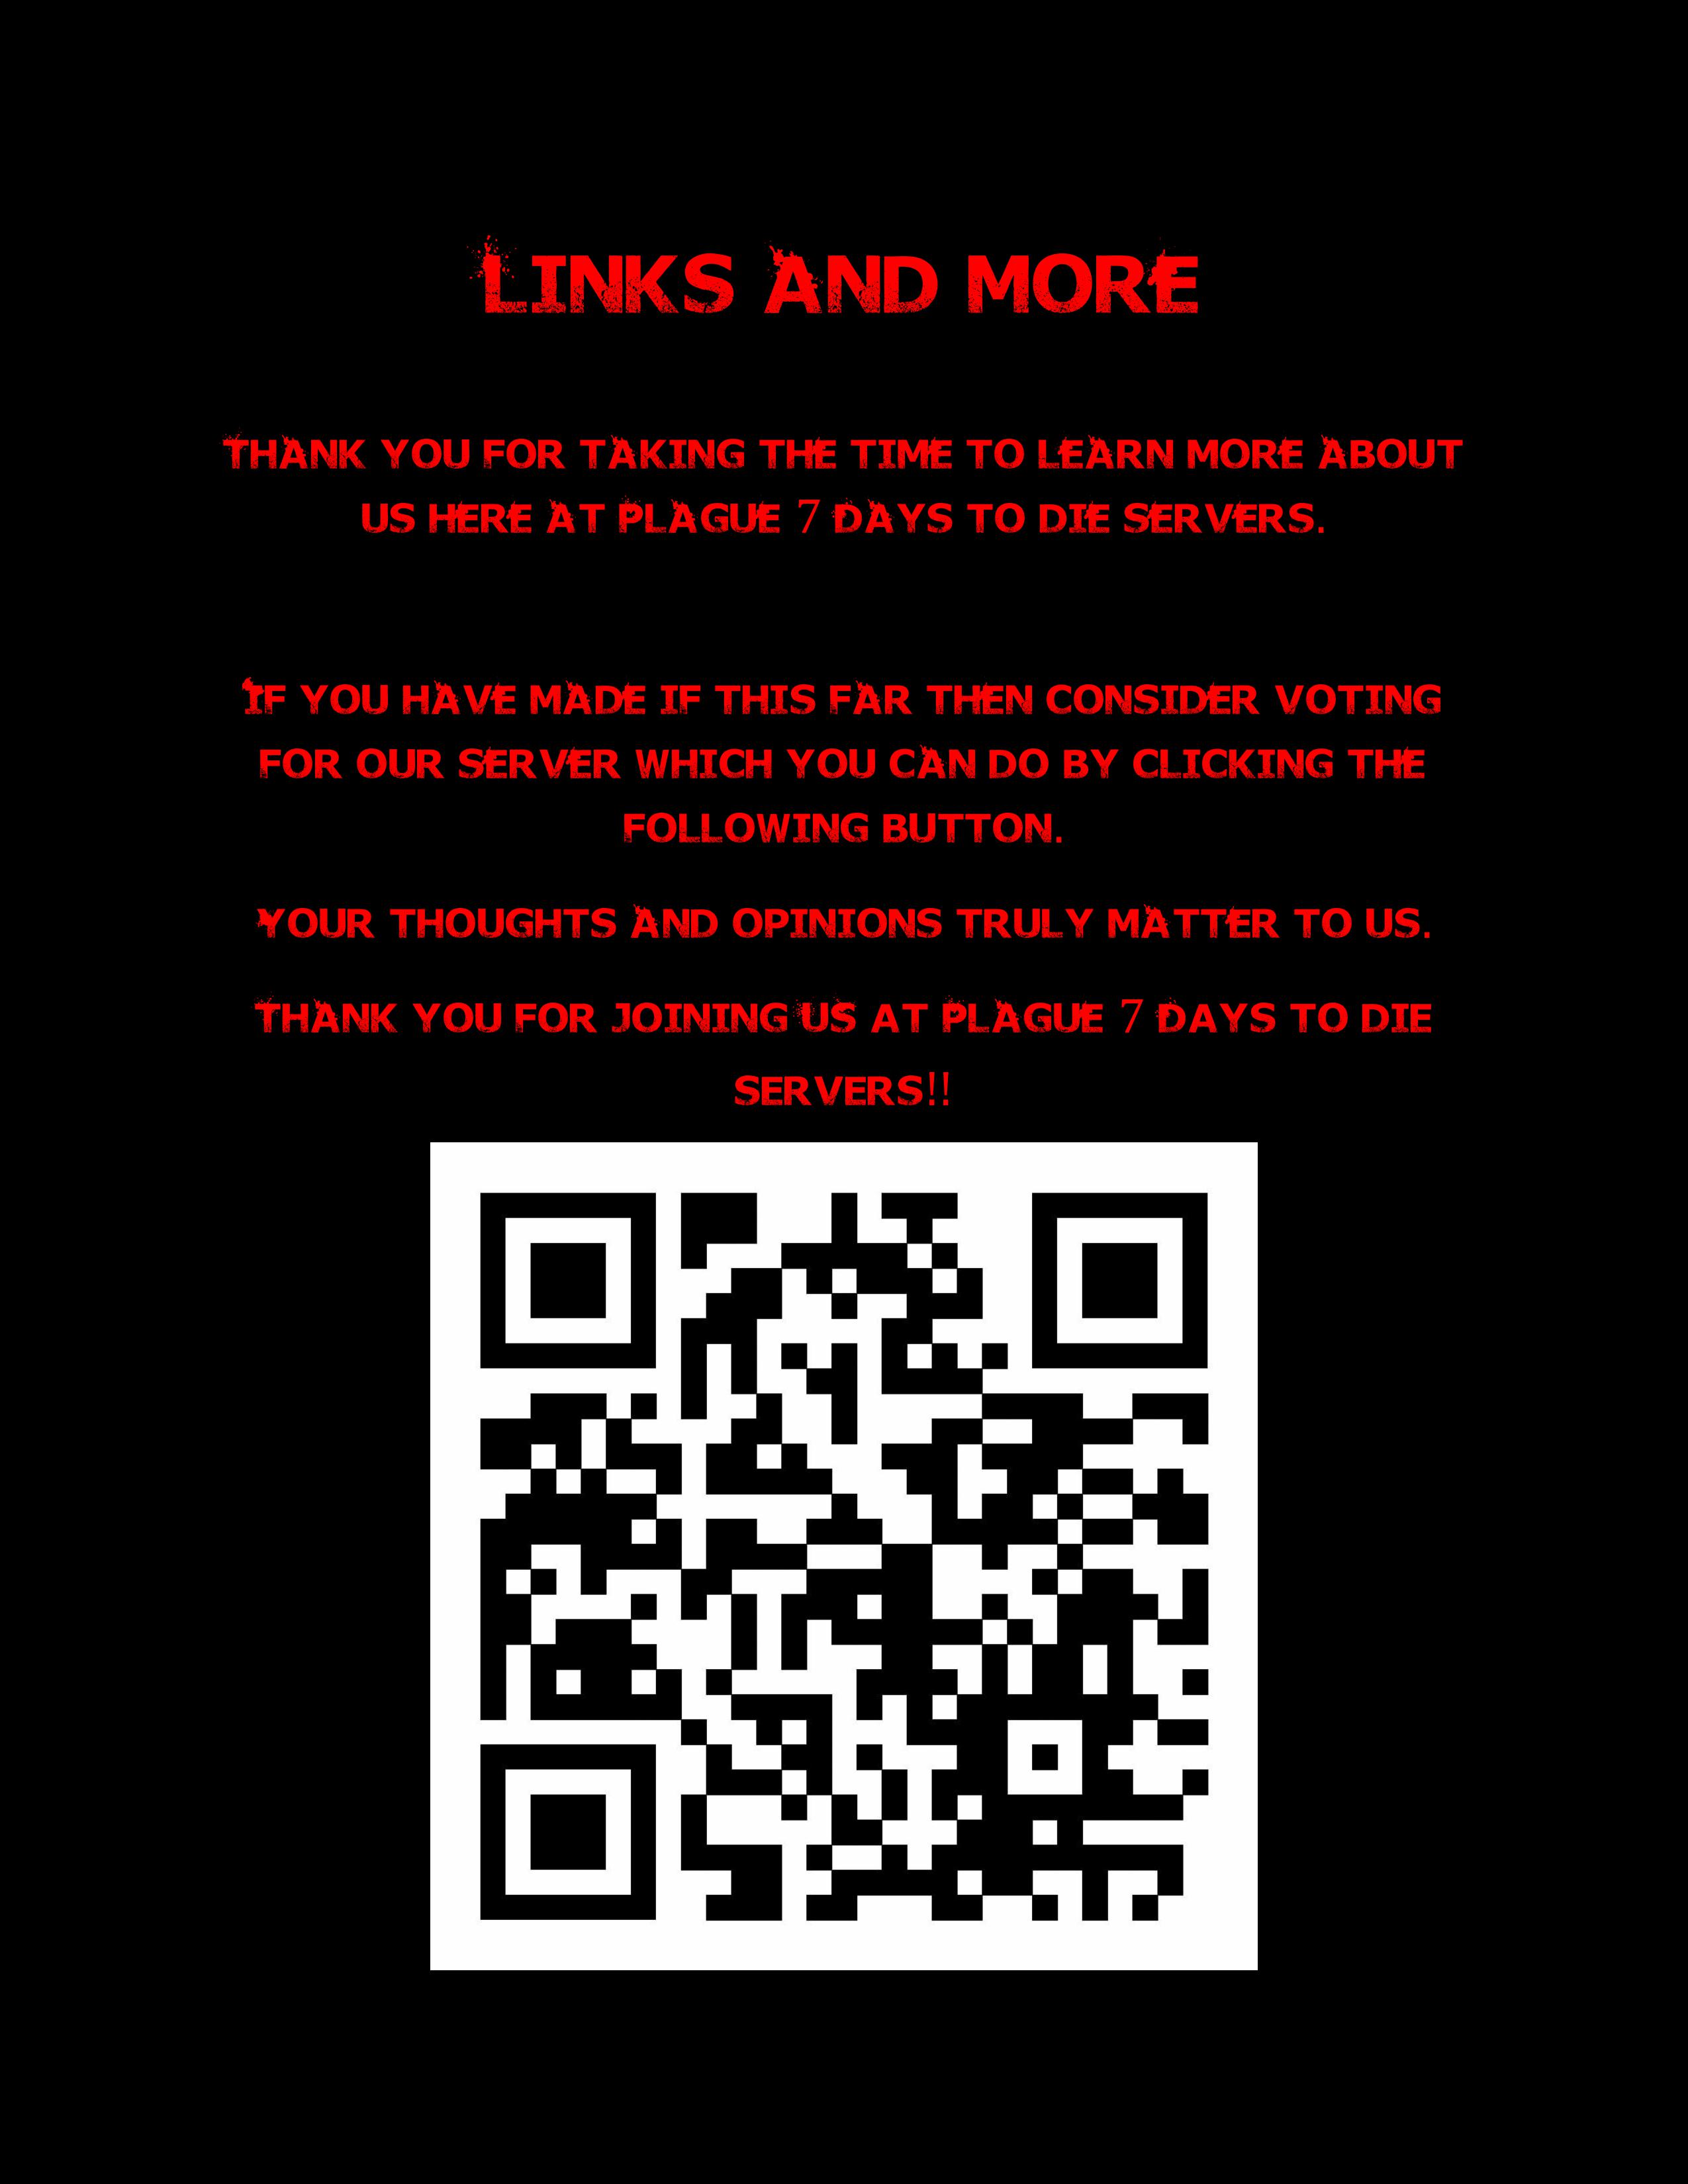 Links and more
Thank you for taking the time to learn more about
us here at Plague 7 Days to Die servers.
If you have made if this far then consider voting
for our server which you can do by clicking the
following button.
Your thoughts and opinions truly matter to us.
Thank you for joining Us at Plague 7 Days to die
servers!!